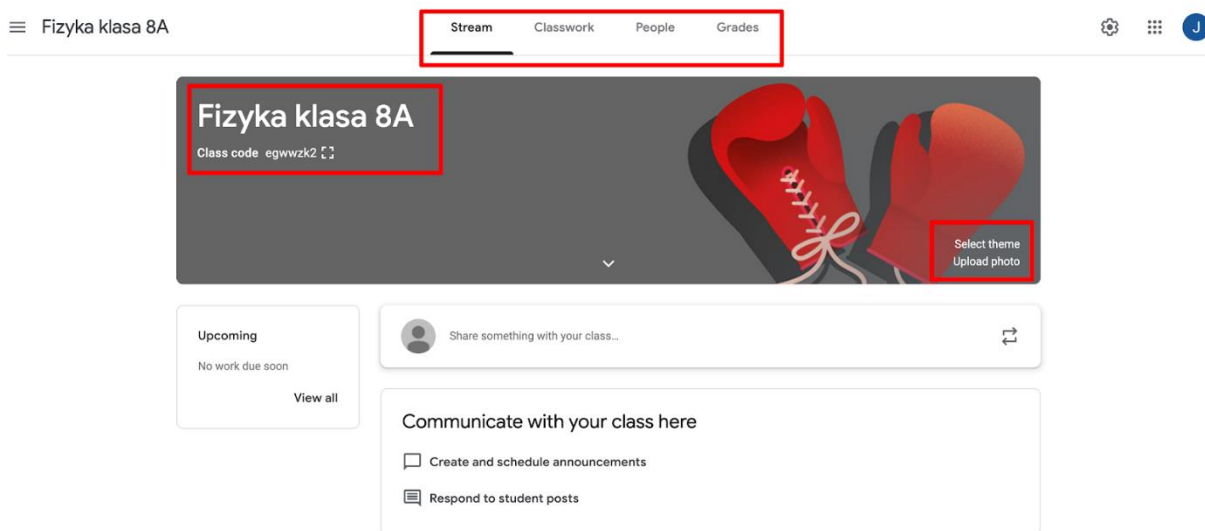 Fizyka klasa 8A
Stream Classwork People Grades
J
Fizyka klasa 8A
Class code egwwzk2
Select theme
Upload photo
Upcoming
No work due soon
View all
Share something with your class...
Communicate with your class here
Create and schedule announcements
Respond to student posts